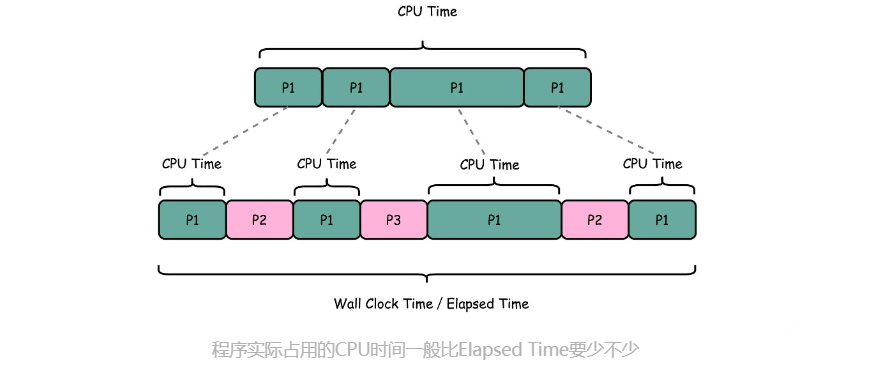 CPU Time
P1 P1 P1 P1
CPU Time CPU Time CPU Time CPU Time
P1 P2 P1 P3 P1 P2 P1
Wall Clock Time / Elapsed Time
程序实际占用的CPU时间一般比Elapsed Time要少不少